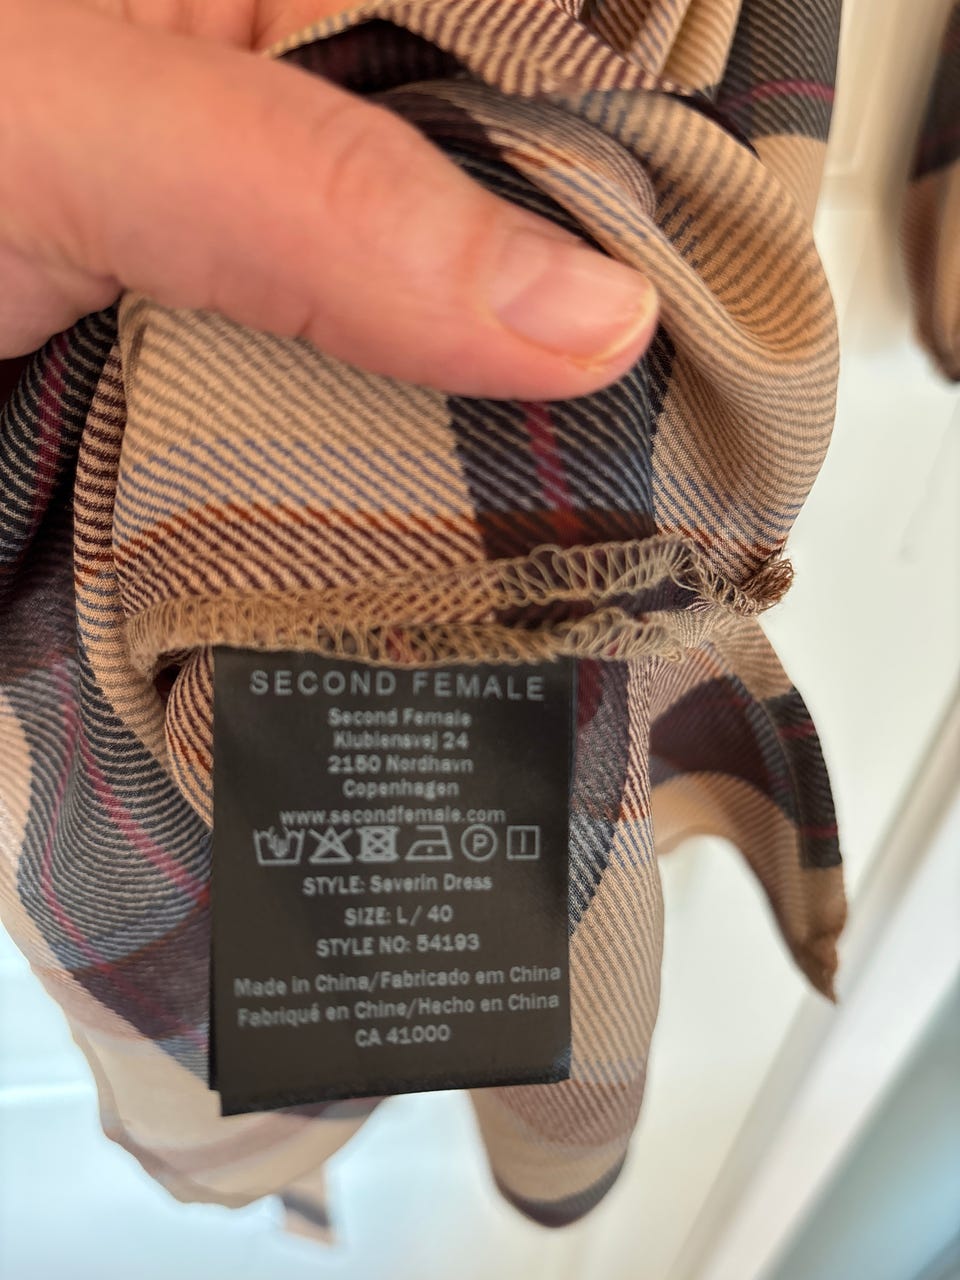 SECOND FEMALE
Second Female
Klubiensvej 24
2150 Nordhavn
Copenhagen
www.secondfemale.com
P
STYLE: Severin Dress
SIZE: L / 40
STYLE NO: 54193
Made in China/Fabricado em China
Fabriqué en Chine/Hecho en China
CA 41000